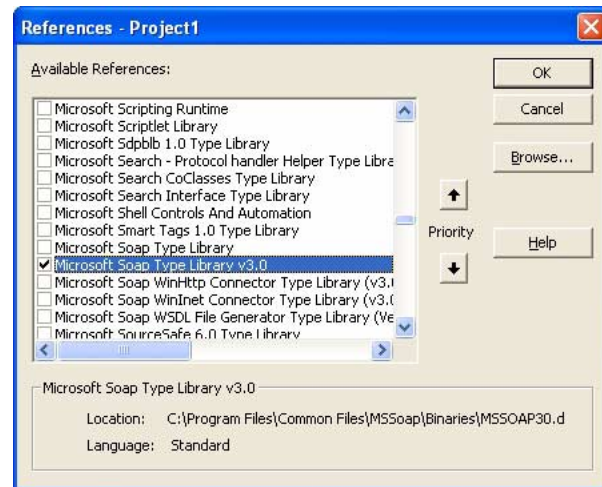 References - Project1
Available References:
OK
Cancel
Browse...
Help
Microsoft Scripting Runtime
Microsoft Scriptlet Library
Microsoft Sdpblb 1.0 Type Library
Microsoft Search - Protocol handler Helper Type Libra
Microsoft Search CoClasses Type Library
Microsoft Search Interface Type Library
Microsoft Shell Controls And Automation
Microsoft Smart Tags 1.0 Type Library
Microsoft Soap Type Library
Microsoft Soap Type Library v3.0
Microsoft Soap WinHttp Connector Type Library (v3.
Microsoft Soap WinInet Connector Type Library (v3.
Microsoft Soap WSDL File Generator Type Library (Ve
Microsoft SourceSafe 6.0 Type Library
Priority
Microsoft Soap Type Library v3.0
Location: C:\Program Files\Common Files\MSSoap\Binaries\MSSOAP30.d
Language: Standard